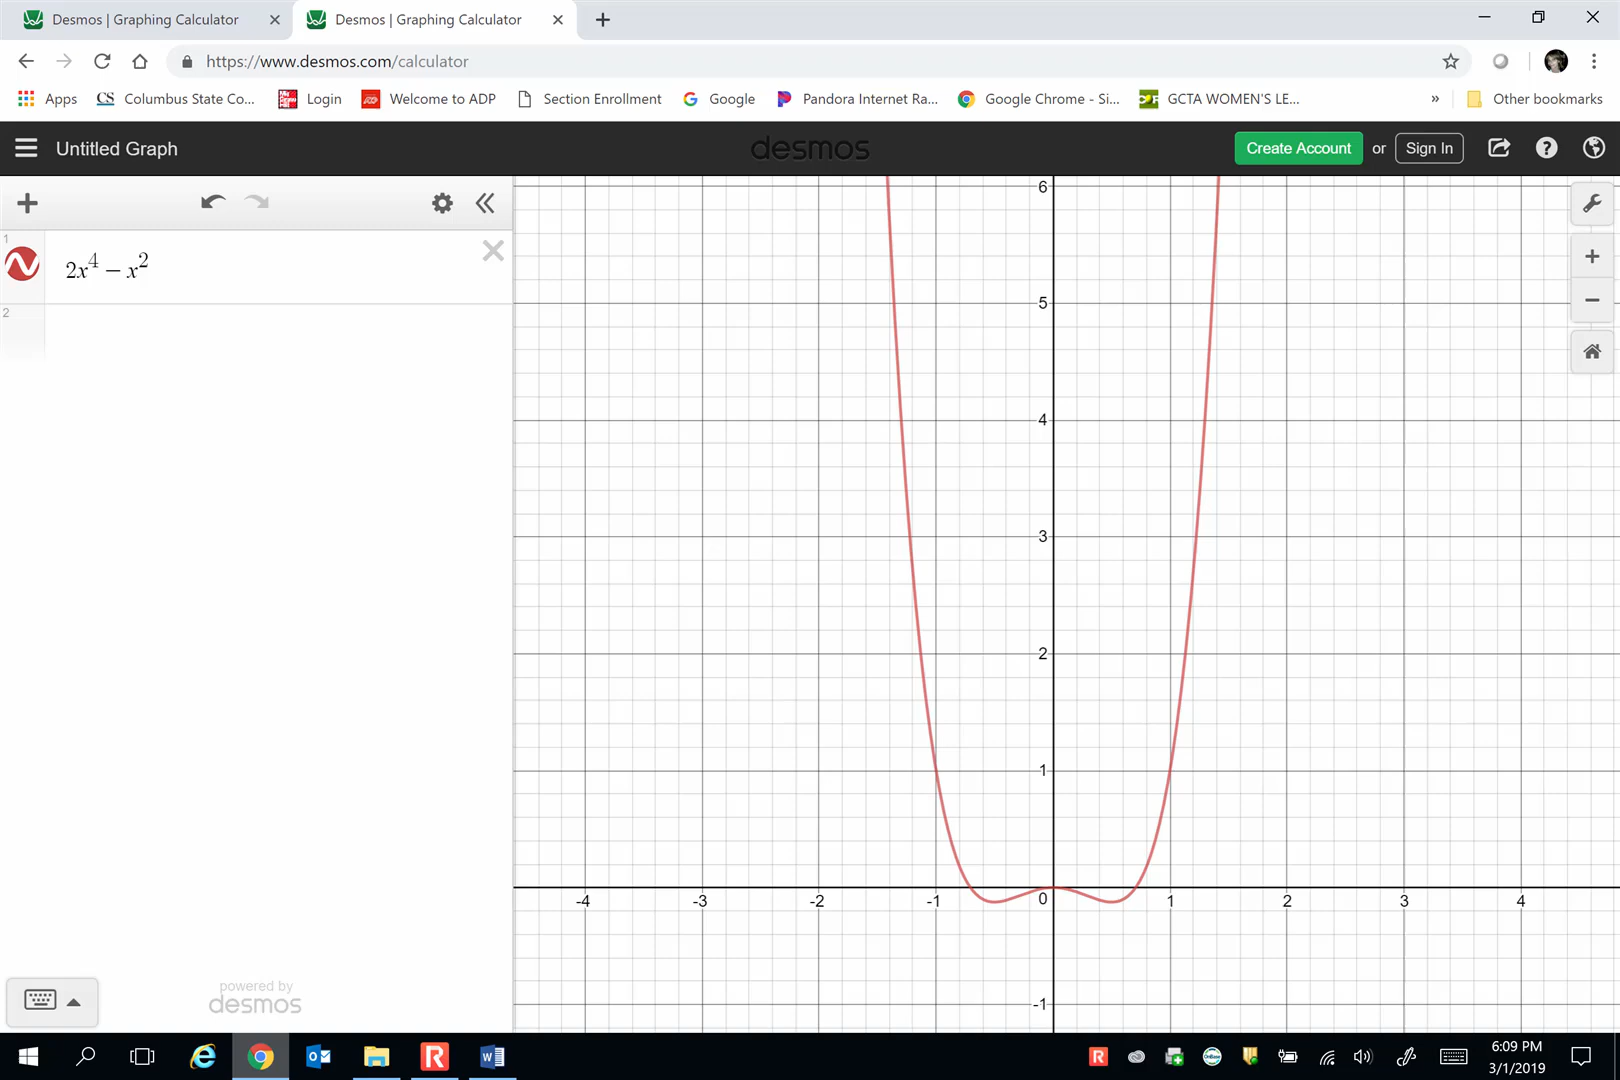 Desmos | Graphing Calculator
Desmos | Graphing Calculator
https://www.desmos.com/calculator
Apps
CS Columbus State Co...
Login
Welcome to ADP
Section Enrollment
Google
Pandora Internet Ra...
Google Chrome - Si...
GCTA WOMEN'S LE...
»
Other bookmarks
Untitled Graph
desmos
Create Account or Sign In
1
2x⁴ − x²
2
powered by
desmos
6
5
4
3
2
1
-4 -3 -2 -1 0 1 2 3 4
-1
6:09 PM
3/1/2019